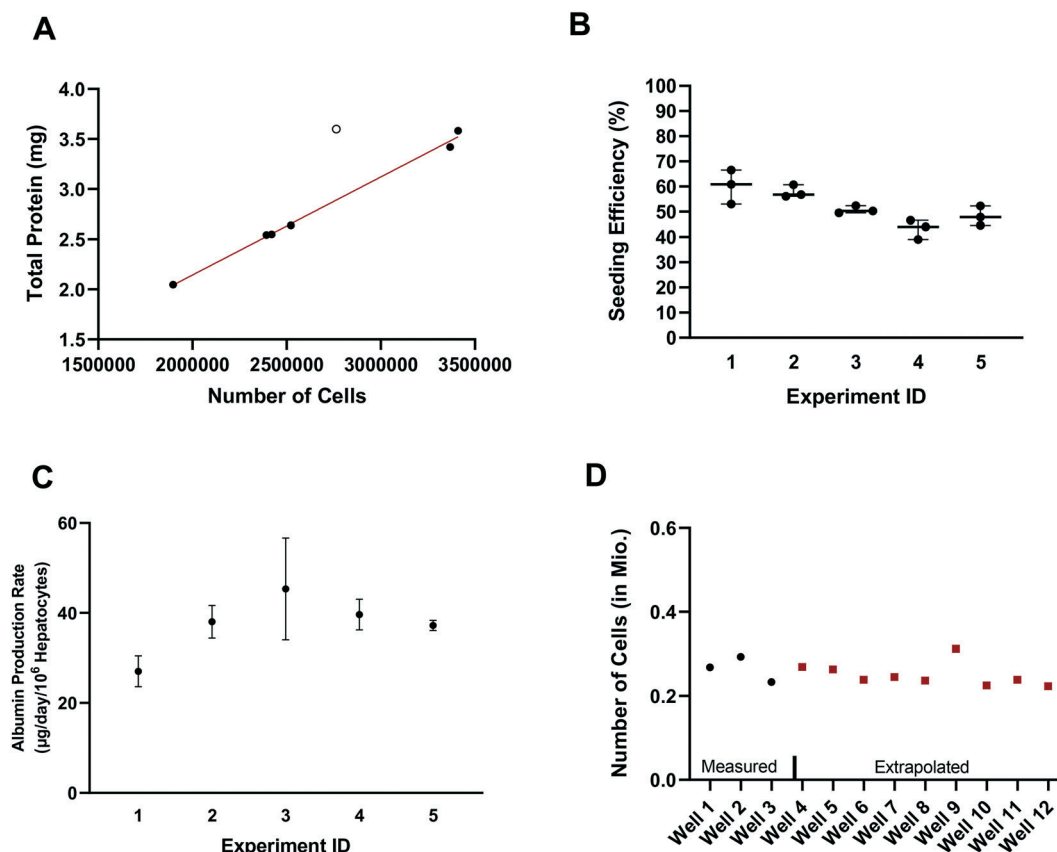 A
Total Protein (mg)
4.0
3.5
3.0
2.5
2.0
1.5
1500000 2000000 2500000 3000000 3500000
Number of Cells
B
Seeding Efficiency (%)
100
90
80
70
60
50
40
30
20
10
0
1 2 3 4 5
Experiment ID
C
Albumin Production Rate
(µg/day/10⁶ Hepatocytes)
60
40
20
0
1 2 3 4 5
Experiment ID
D
Number of Cells (in Mio.)
0.6
0.4
0.2
0.0
Measured Extrapolated
Well 1 Well 2 Well 3 Well 4 Well 5 Well 6 Well 7 Well 8 Well 9 Well 10 Well 11 Well 12